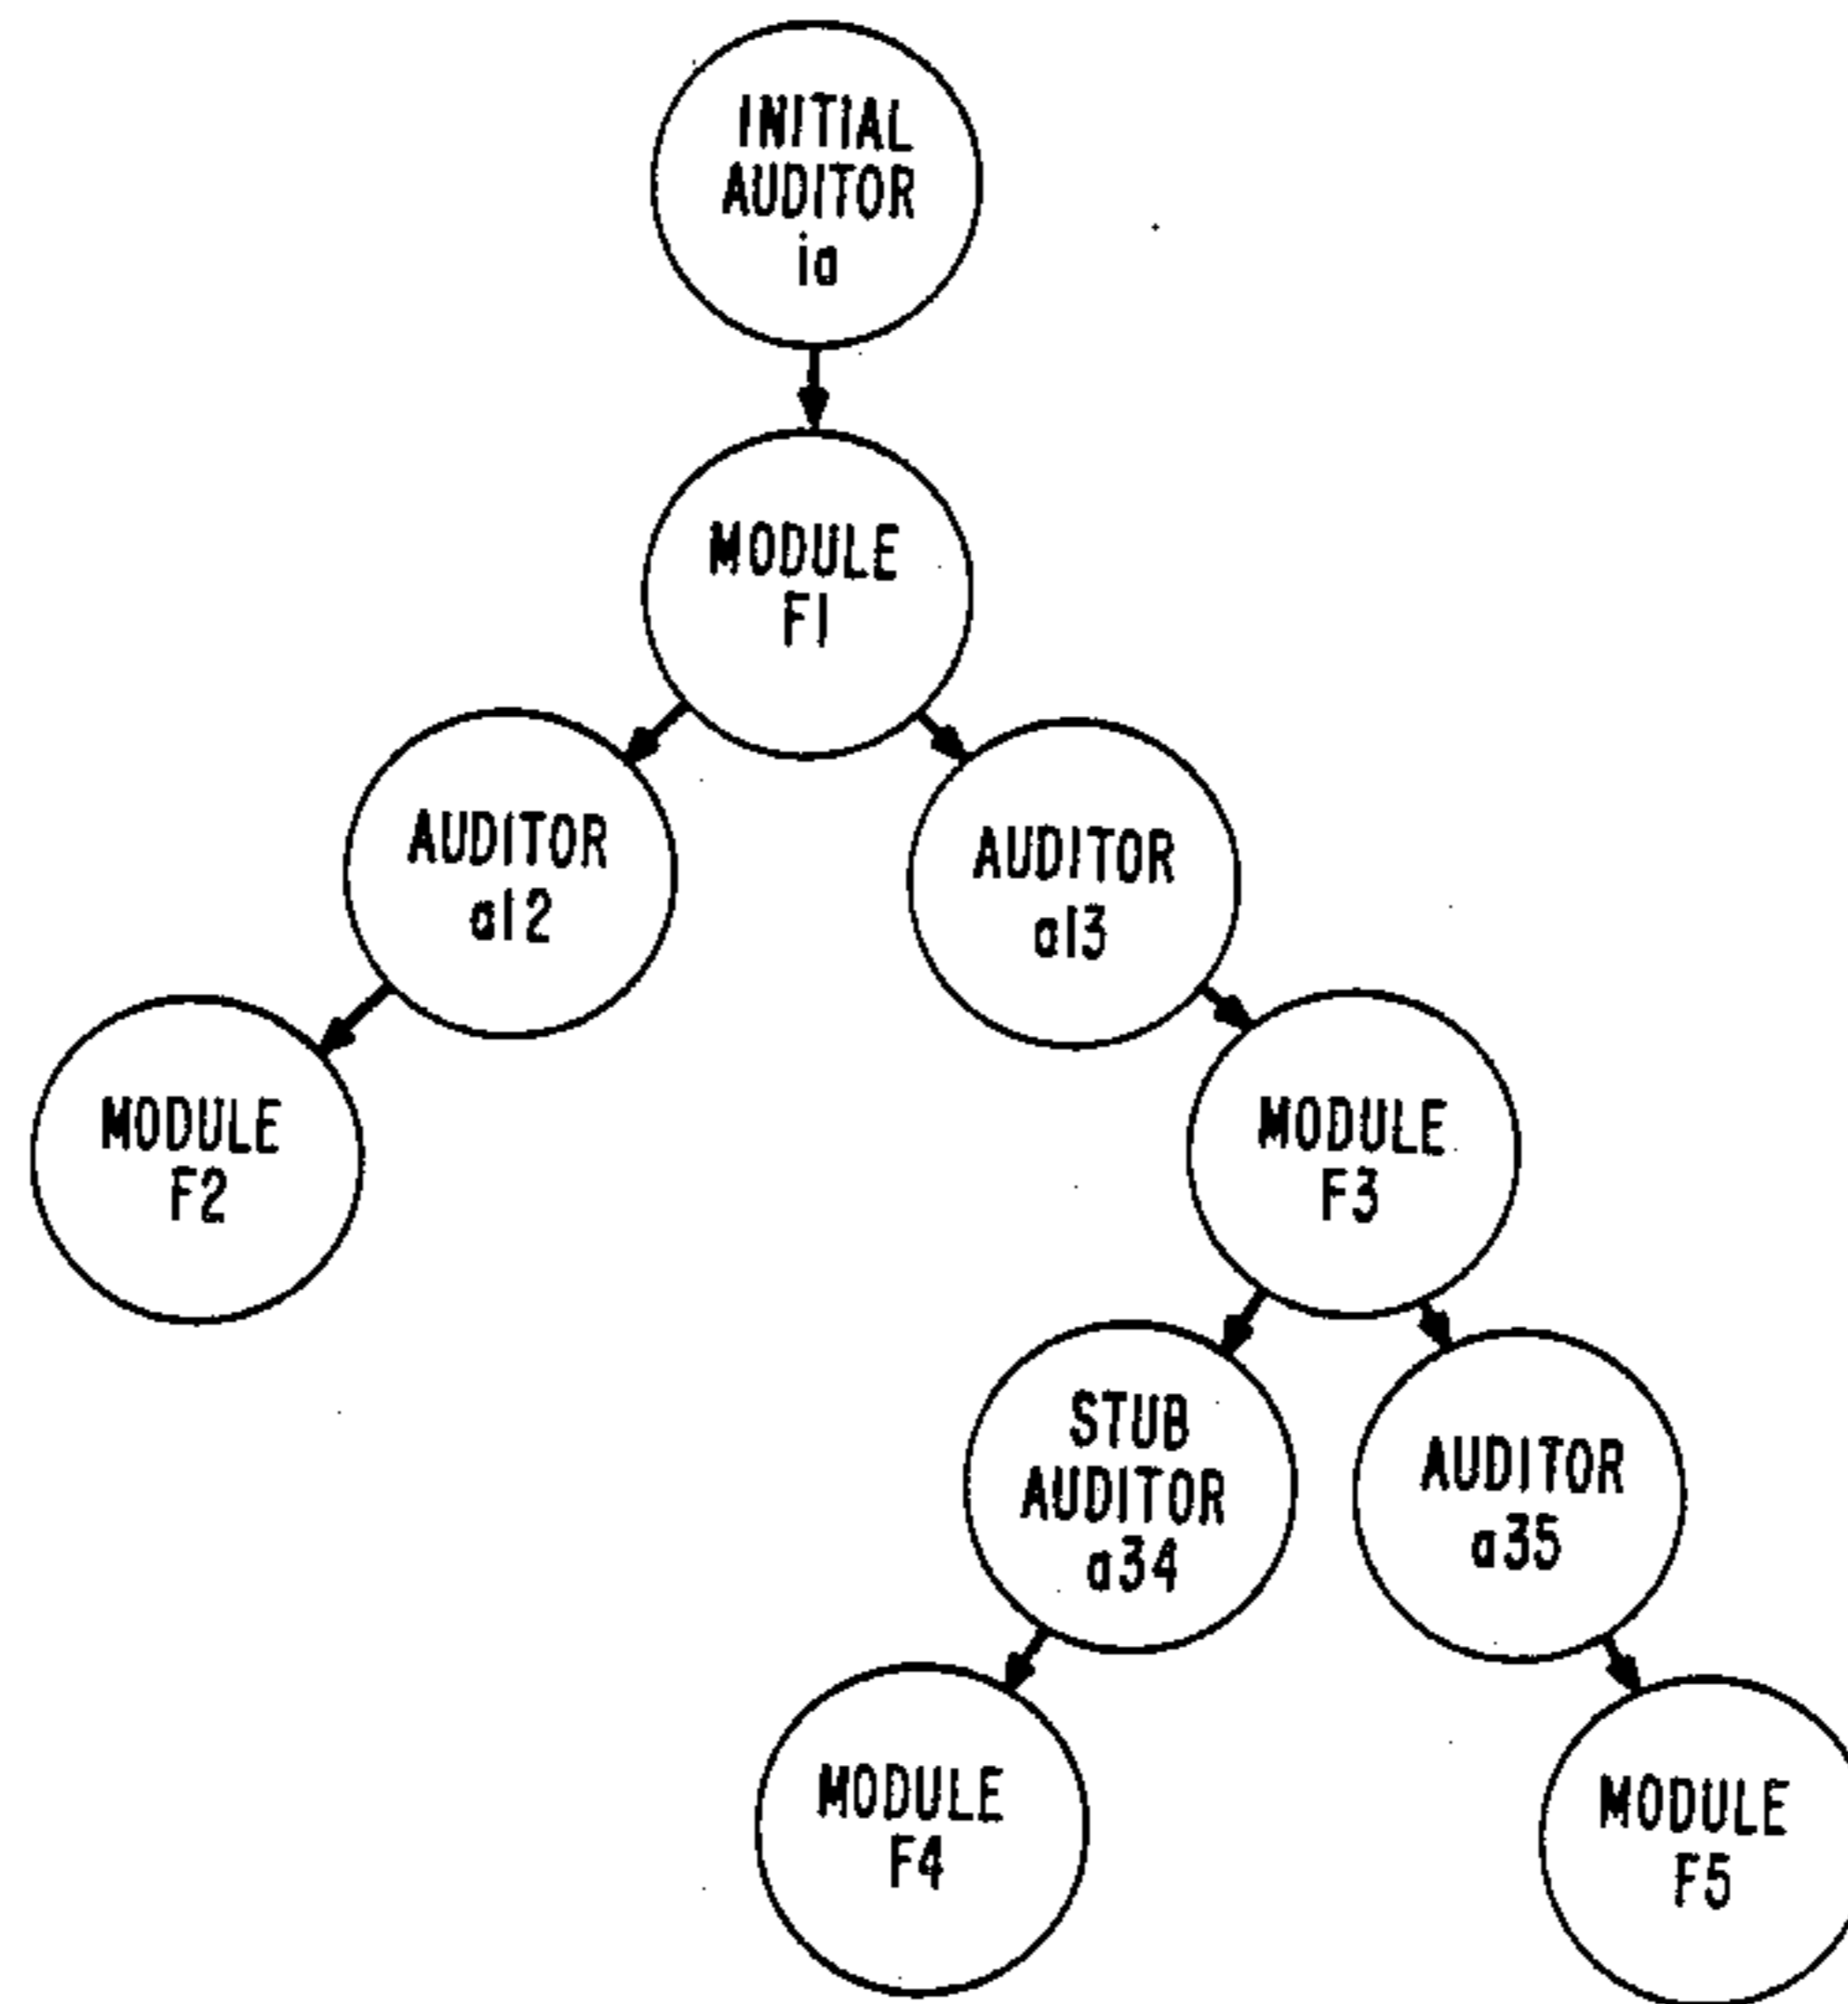 INITIAL
AUDITOR
ia
MODULE
F1
AUDITOR
a12
AUDITOR
a13
MODULE
F2
MODULE
F3
STUB
AUDITOR
a34
AUDITOR
a35
MODULE
F4
MODULE
F5